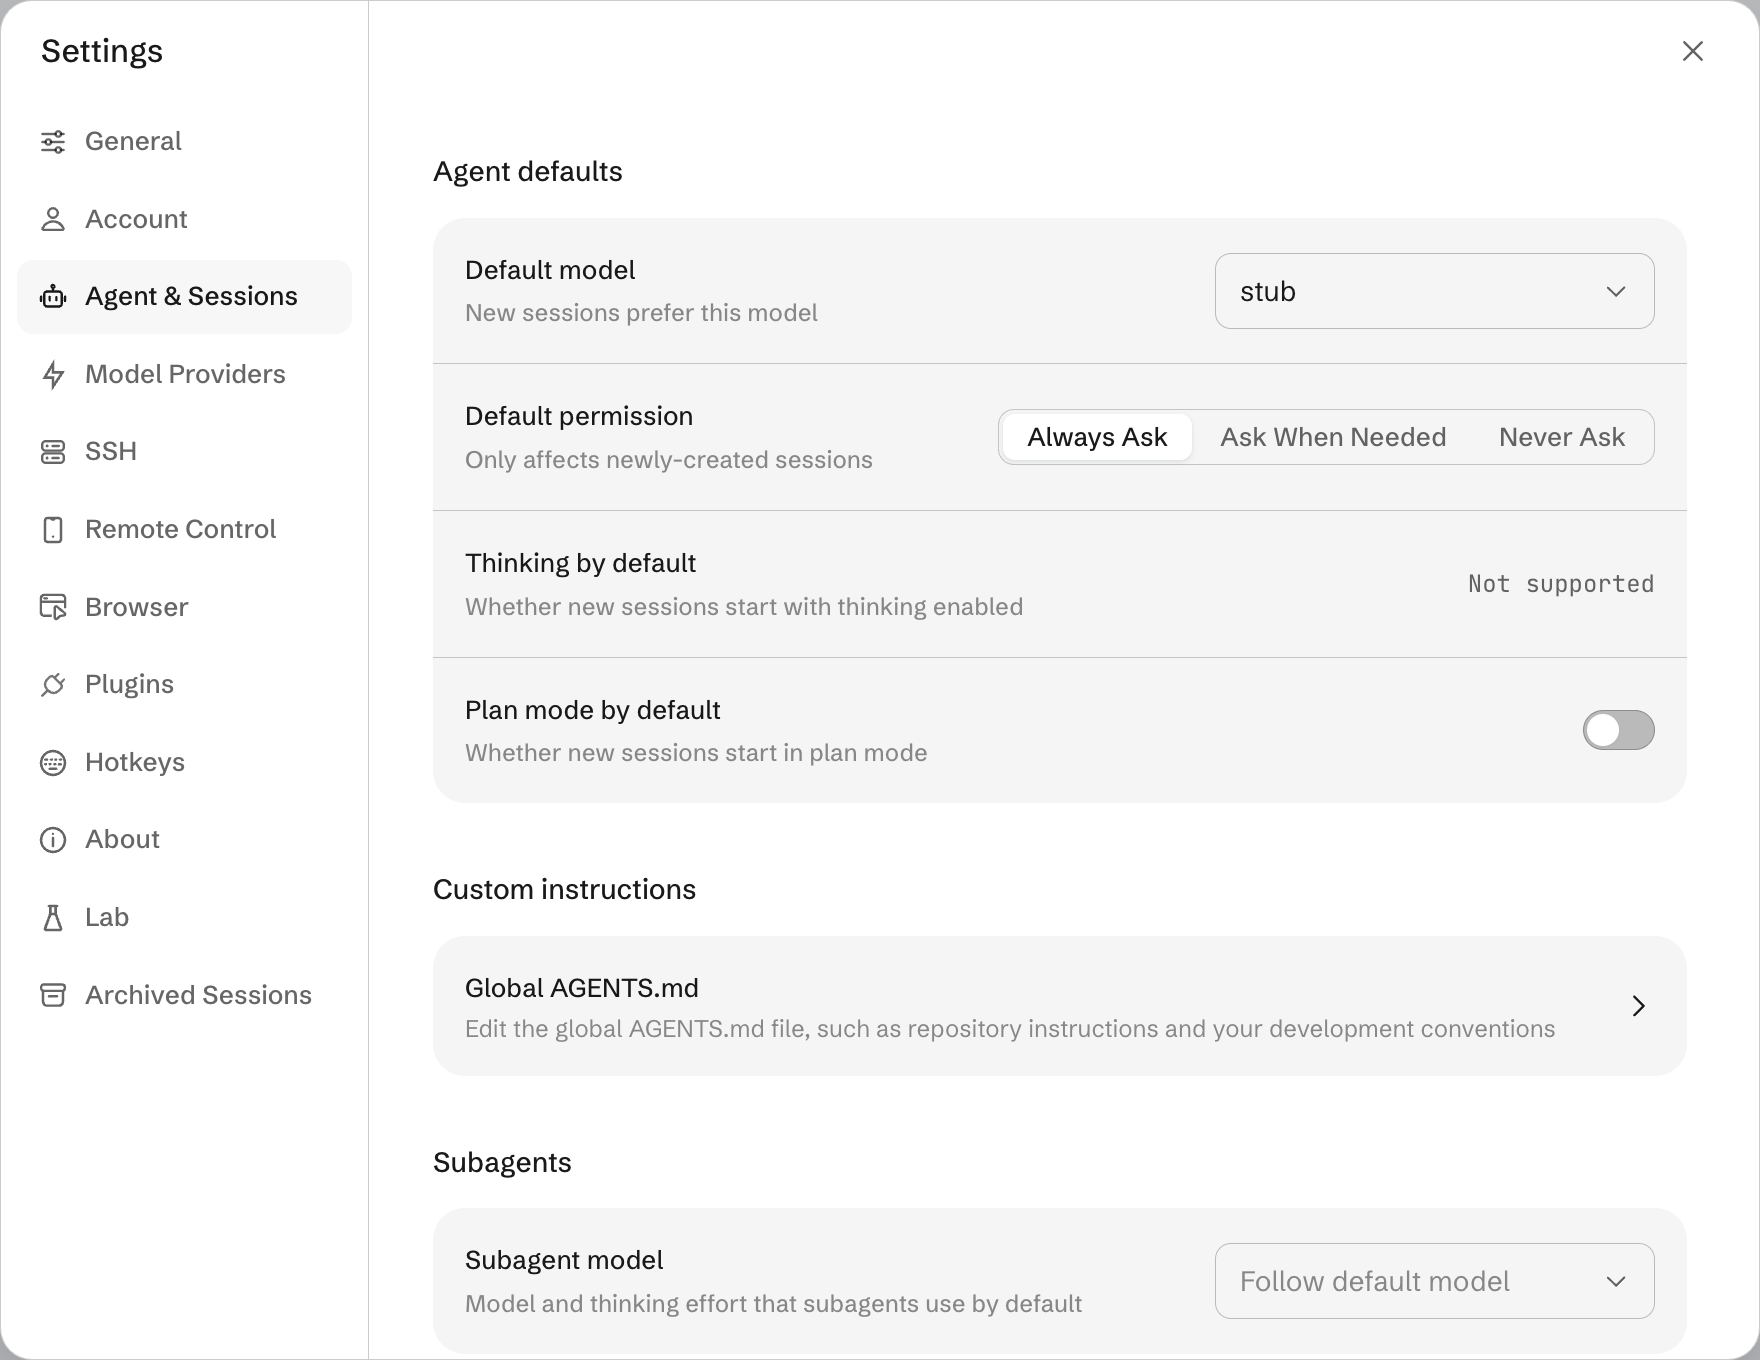 Settings
General
Account
Agent & Sessions
Model Providers
SSH
Remote Control
Browser
Plugins
Hotkeys
About
Lab
Archived Sessions
Agent defaults
Default model
New sessions prefer this model
stub
Default permission
Only affects newly-created sessions
Always Ask
Ask When Needed
Never Ask
Thinking by default
Whether new sessions start with thinking enabled
Not supported
Plan mode by default
Whether new sessions start in plan mode
Custom instructions
Global AGENTS.md
Edit the global AGENTS.md file, such as repository instructions and your development conventions
Subagents
Subagent model
Model and thinking effort that subagents use by default
Follow default model